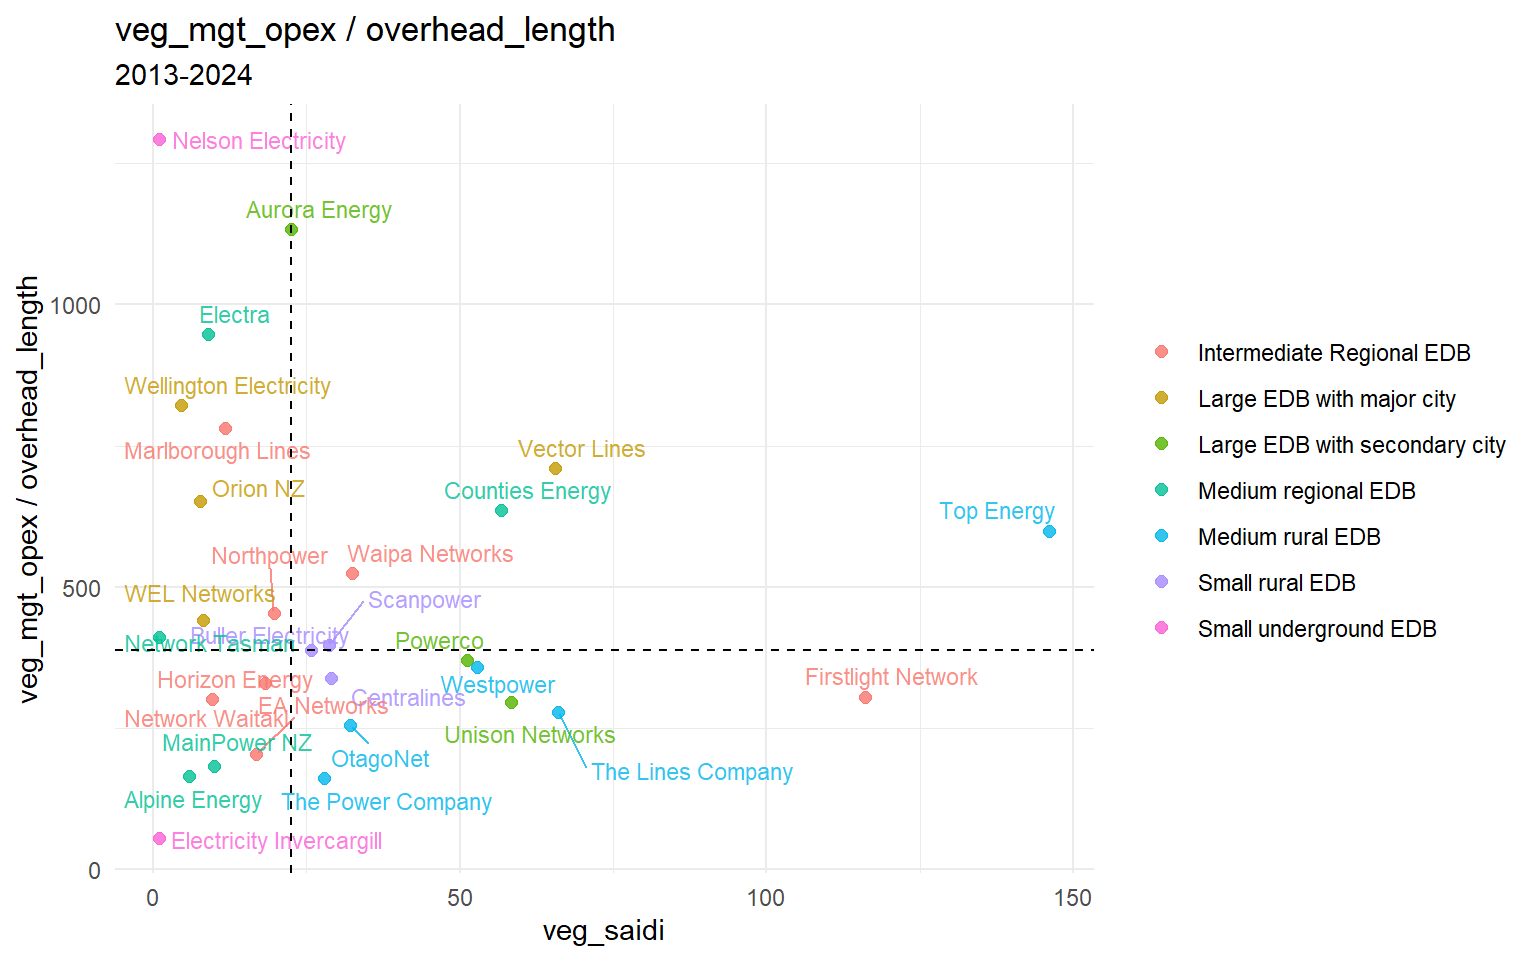 veg_mgt_opex / overhead_length
2013-2024
Nelson Electricity
Aurora Energy
1000
Electra
Wellington Electricity
Marlborough Lines
Vector Lines
Orion NZ
Counties Energy
Top Energy
Northpower
Waipa Networks
500
WEL Networks
Scanpower
Buller Electricity
Network Tasman
Powerco
Horizon Energy
Westpower
Firstlight Network
EA Networks
Centralines
Network Waitaki
MainPower NZ
Unison Networks
OtagoNet
The Lines Company
Alpine Energy
The Power Company
Electricity Invercargill
0
0
50
100
150
veg_saidi
veg_mgt_opex / overhead_length
Intermediate Regional EDB
Large EDB with major city
Large EDB with secondary city
Medium regional EDB
Medium rural EDB
Small rural EDB
Small underground EDB